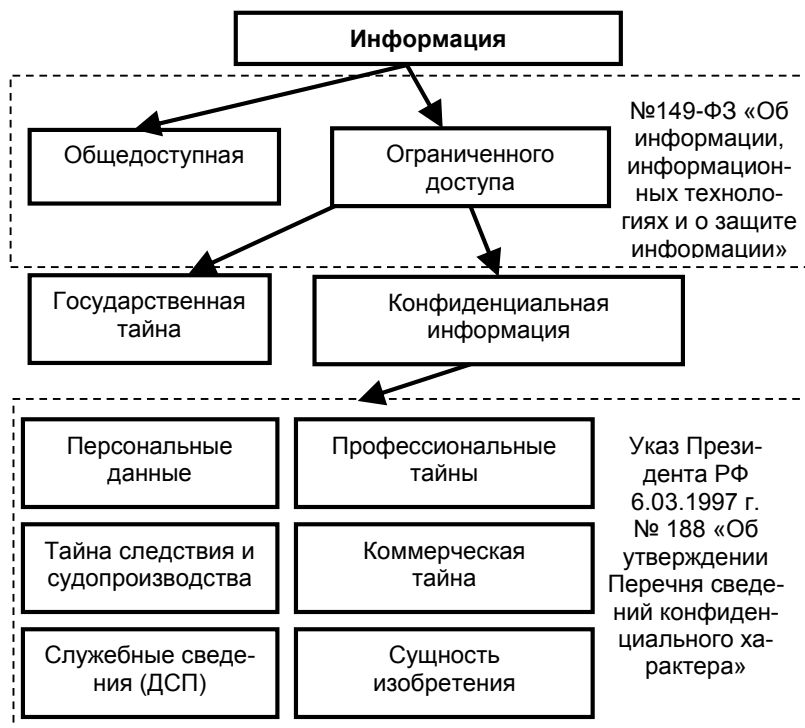 Информация
Общедоступная
Ограниченного
доступа
№149-ФЗ «Об
информации,
информацион-
ных техноло-
гиях и о защите
информации»
Государственная
тайна
Конфиденциальная
информация
Персональные
данные
Профессиональные
тайны
Тайна следствия и
судопроизводства
Коммерческая
тайна
Служебные сведе-
ния (ДСП)
Сущность
изобретения
Указ Прези-
дента РФ
6.03.1997 г.
№ 188 «Об
утверждении
Перечня сведе-
ний конфиден-
циального ха-
рактера»